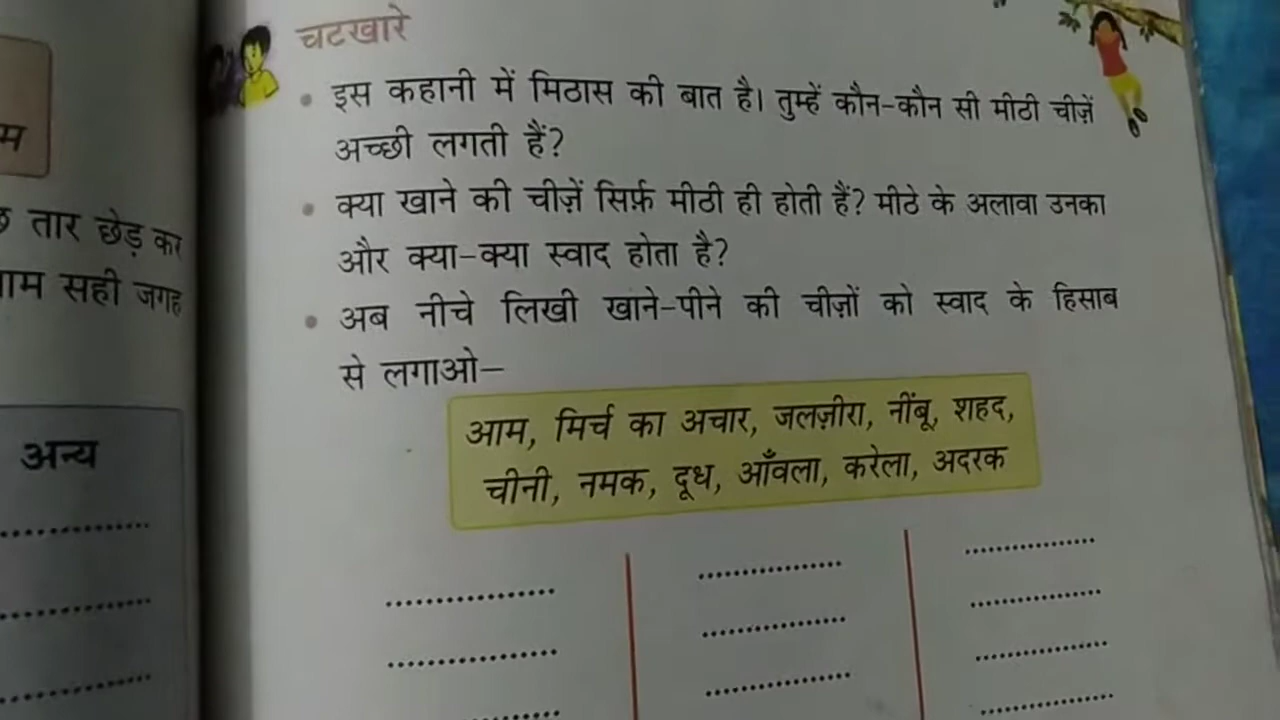 चटखारे
इस कहानी में मिठास की बात है। तुम्हें कौन-कौन सी मीठी चीज़ें
अच्छी लगती हैं?
क्या खाने की चीज़ें सिर्फ़ मीठी ही होती हैं? मीठे के अलावा उनका
और क्या-क्या स्वाद होता है?
अब नीचे लिखी खाने-पीने की चीज़ों को स्वाद के हिसाब
से लगाओ–
आम, मिर्च का अचार, जलज़ीरा, नींबू, शहद,
चीनी, नमक, दूध, आँवला, करेला, अदरक
तार छेड़ कर
सही जगह
अन्य